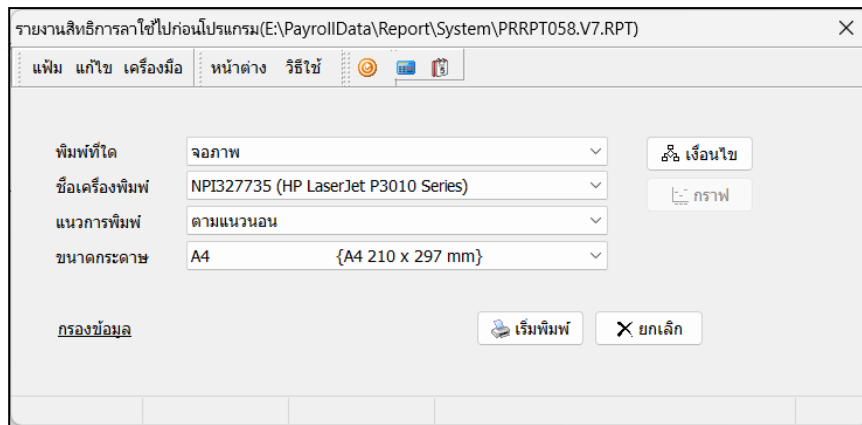 รายงานสิทธิการลาใช้ไปก่อนโปรแกรม(E:\PayrollData\Report\System\PRRPT058.V7.RPT)
แฟ้ม แก้ไข เครื่องมือ หน้าต่าง วิธีใช้
พิมพ์ที่ใด จอภาพ เงื่อนไข
ชื่อเครื่องพิมพ์ NPI327735 (HP LaserJet P3010 Series) กราฟ
แนวการพิมพ์ ตามแนวนอน
ขนาดกระดาษ A4 {A4 210 x 297 mm}
กรองข้อมูล เริ่มพิมพ์ ยกเลิก